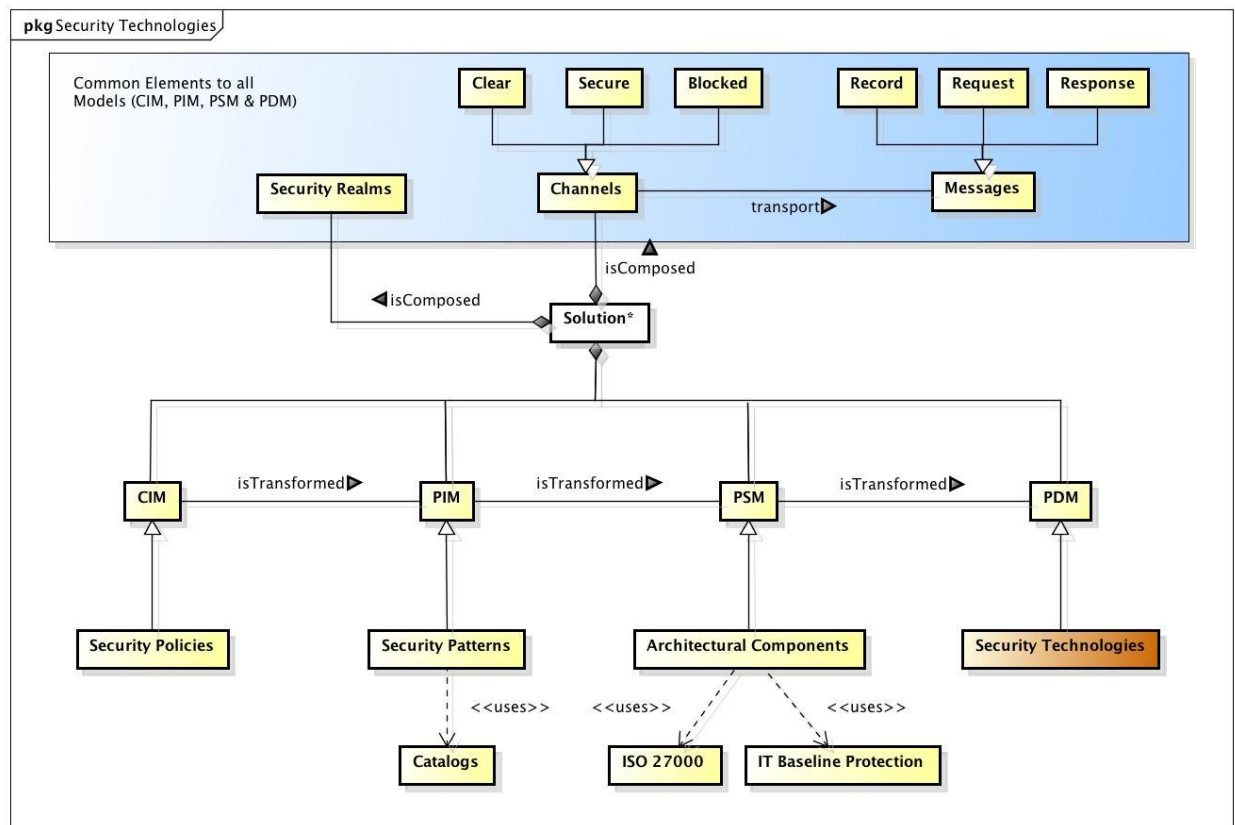 pkg Security Technologies
Common Elements to all
Models (CIM, PIM, PSM & PDM)
Clear
Secure
Blocked
Record
Request
Response
Security Realms
Channels
Messages
transport
isComposed
isComposed
Solution*
isTransformed
isTransformed
isTransformed
CIM
PIM
PSM
PDM
Security Policies
Security Patterns
Architectural Components
Security Technologies
<<uses>>
<<uses>>
<<uses>>
Catalogs
ISO 27000
IT Baseline Protection